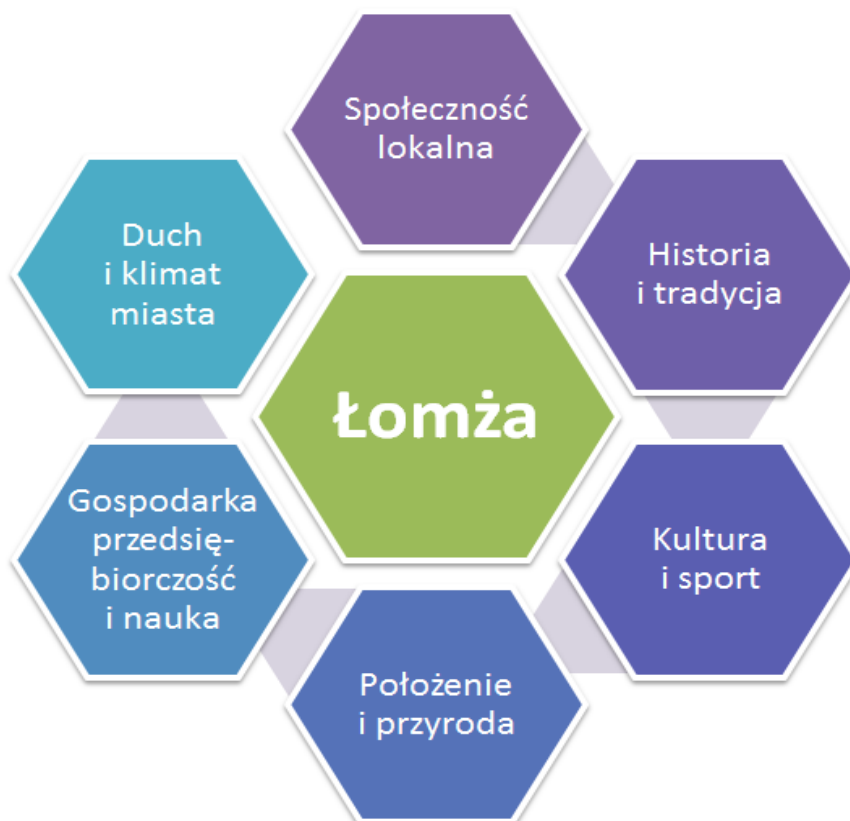 Społeczność
lokalna
Historia
i tradycja
Kultura
i sport
Położenie
i przyroda
Gospodarka
przedsię-
biorczość
i nauka
Duch
i klimat
miasta
Łomża